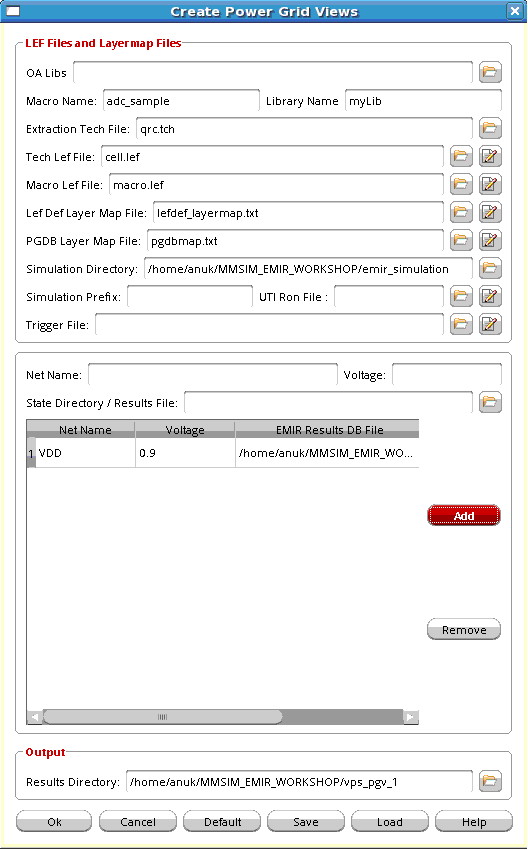 Create Power Grid Views
LEF Files and Layermap Files
OA Libs
Macro Name: adc_sample Library Name myLib
Extraction Tech File: qrc.tch
Tech Lef File: cell.lef
Macro Lef File: macro.lef
Lef Def Layer Map File: lefdef_layermap.txt
PGDB Layer Map File: pgdbmap.txt
Simulation Directory: /home/anuk/MMSIM_EMIR_WORKSHOP/emir_simulation
Simulation Prefix: UTI Ron File :
Trigger File:
Net Name: Voltage:
State Directory / Results File:
Net Name Voltage EMIR Results DB File
1 VDD 0.9 /home/anuk/MMSIM_EMIR_WO...
Add
Remove
Output
Results Directory: /home/anuk/MMSIM_EMIR_WORKSHOP/vps_pgv_1
Ok Cancel Default Save Load Help